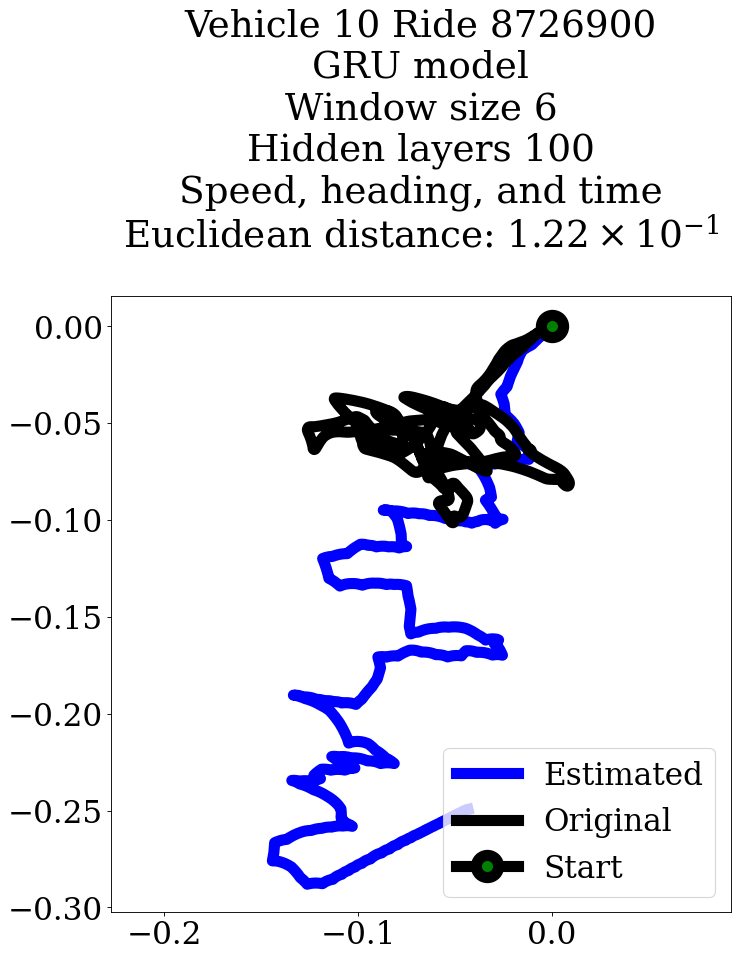 Vehicle 10 Ride 8726900
GRU model
Window size 6
Hidden layers 100
Speed, heading, and time
Euclidean distance: 1.22 × 10⁻¹
0.00
−0.05
−0.10
−0.15
−0.20
−0.25
−0.30
Estimated
Original
Start
−0.2 −0.1 0.0